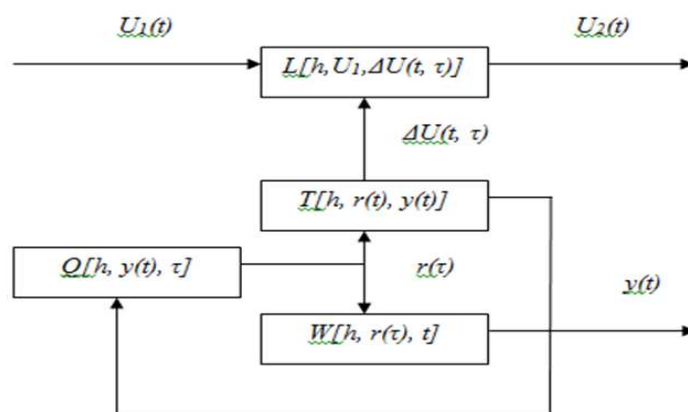 U1(t)
U2(t)
L[h,U1,ΔU(t, τ)]
ΔU(t, τ)
T[h, r(t), y(t)]
Q[h, y(t), τ]
r(τ)
y(t)
W[h, r(τ), t]